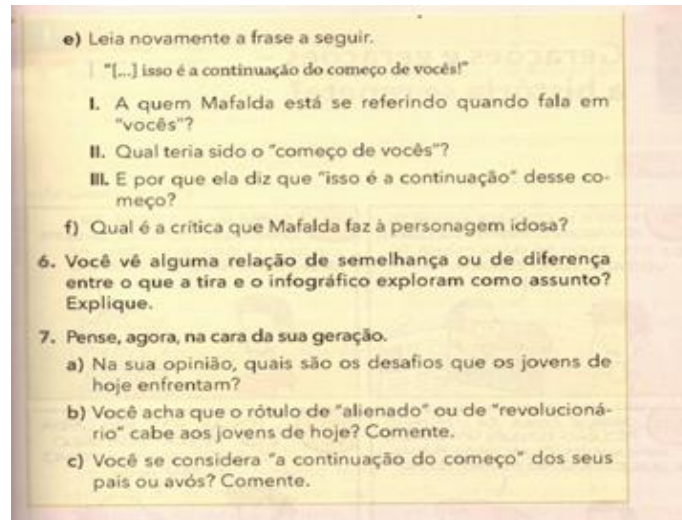 e) Leia novamente a frase a seguir.
"[...] isso é a continuação do começo de vocês!"
I. A quem Mafalda está se referindo quando fala em
"vocês"?
II. Qual teria sido o "começo de vocês"?
III. E por que ela diz que "isso é a continuação" desse co-
meço?
f) Qual é a crítica que Mafalda faz à personagem idosa?
6. Você vê alguma relação de semelhança ou de diferença
entre o que a tira e o infográfico exploram como assunto?
Explique.
7. Pense, agora, na cara da sua geração.
a) Na sua opinião, quais são os desafios que os jovens de
hoje enfrentam?
b) Você acha que o rótulo de "alienado" ou de "revolucioná-
rio" cabe aos jovens de hoje? Comente.
c) Você se considera "a continuação do começo" dos seus
pais ou avós? Comente.